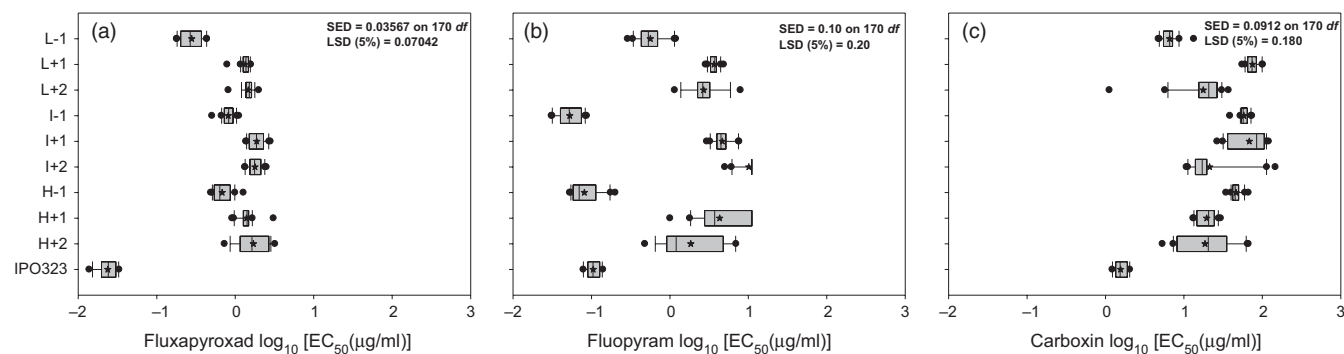 (a)
SED = 0.03567 on 170 df
LSD (5%) = 0.07042
(b)
SED = 0.10 on 170 df
LSD (5%) = 0.20
(c)
SED = 0.0912 on 170 df
LSD (5%) = 0.180
L-1
L+1
L+2
I-1
I+1
I+2
H-1
H+1
H+2
IPO323
−2 −1 0 1 2 3
−2 −1 0 1 2 3
−2 −1 0 1 2 3
Fluxapyroxad log10 [EC50(μg/ml)]
Fluopyram log10 [EC50(μg/ml)]
Carboxin log10 [EC50(μg/ml)]